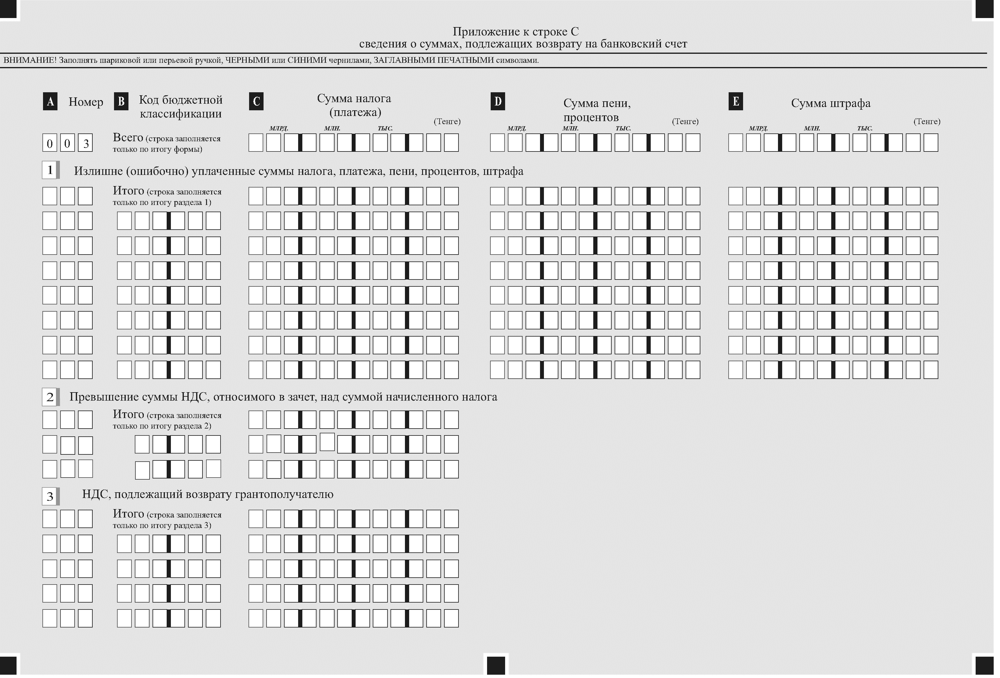 Приложение к строке С
сведения о суммах, подлежащих возврату на банковский счет
ВНИМАНИЕ! Заполнять шариковой или перьевой ручкой, ЧЕРНЫМИ или СИНИМИ чернилами, ЗАГЛАВНЫМИ ПЕЧАТНЫМИ символами.
A Номер B Код бюджетной классификации C Сумма налога (платежа) (Тенге) D Сумма пени, процентов (Тенге) E Сумма штрафа (Тенге)
МЛРД. МЛН. ТЫС. МЛРД. МЛН. ТЫС. МЛРД. МЛН. ТЫС.
0 0 3 Всего (строка заполняется
только по итогу формы)
1 Излишне (ошибочно) уплаченные суммы налога, платежа, пени, процентов, штрафа
Итого (строка заполняется
только по итогу раздела 1)
2 Превышение суммы НДС, относимого в зачет, над суммой начисленного налога
Итого (строка заполняется
только по итогу раздела 2)
3 НДС, подлежащий возврату грантополучателю
Итого (строка заполняется
только по итогу раздела 3)